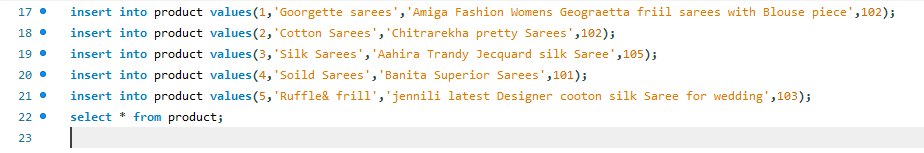 17 insert into product values(1,'Goorgette sarees','Amiga Fashion Womens Geograetta friil sarees with Blouse piece',102);
18 insert into product values(2,'Cotton Sarees','Chitrarekha pretty Sarees',102);
19 insert into product values(3,'Silk Sarees','Aahira Trandy Jecquard silk Saree',105);
20 insert into product values(4,'Soild Sarees','Banita Superior Sarees',101);
21 insert into product values(5,'Ruffle& frill','jennili latest Designer cooton silk Saree for wedding',103);
22 select * from product;
23